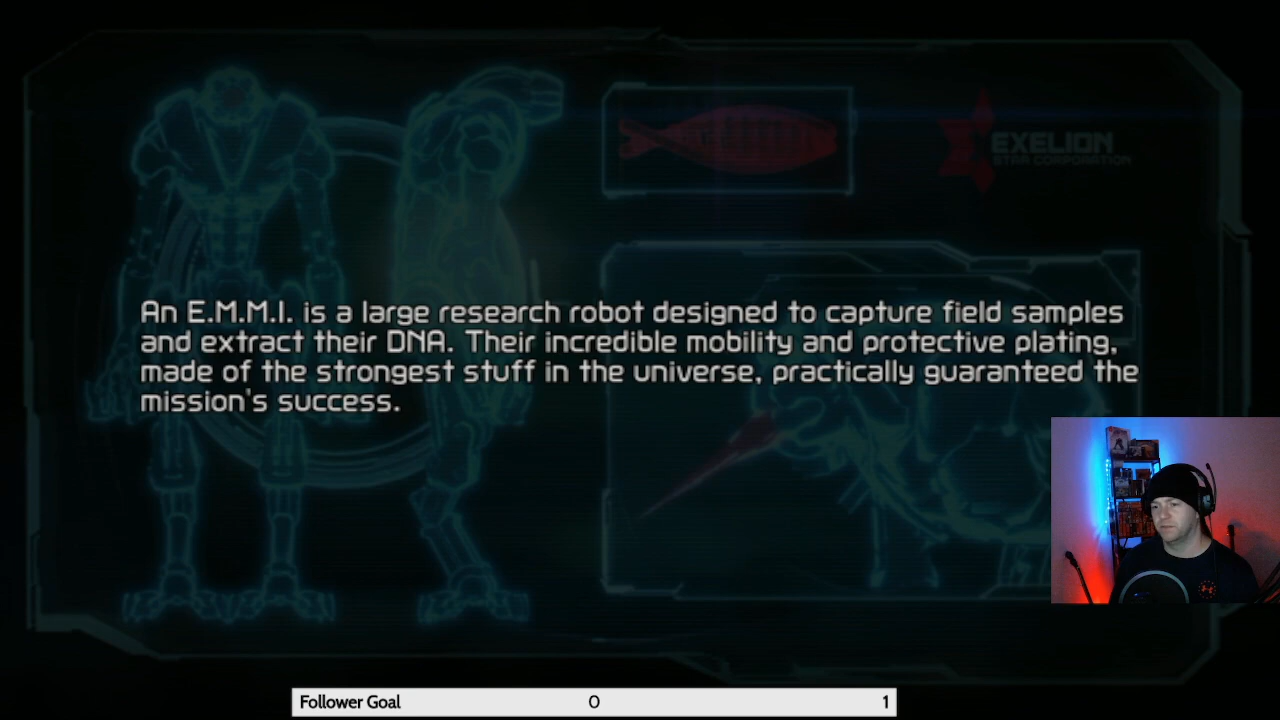 EXELION
STAR CORPORATION
An E.M.M.I. is a large research robot designed to capture field samples
and extract their DNA. Their incredible mobility and protective plating,
made of the strongest stuff in the universe, practically guaranteed the
mission's success.
Follower Goal 0 1